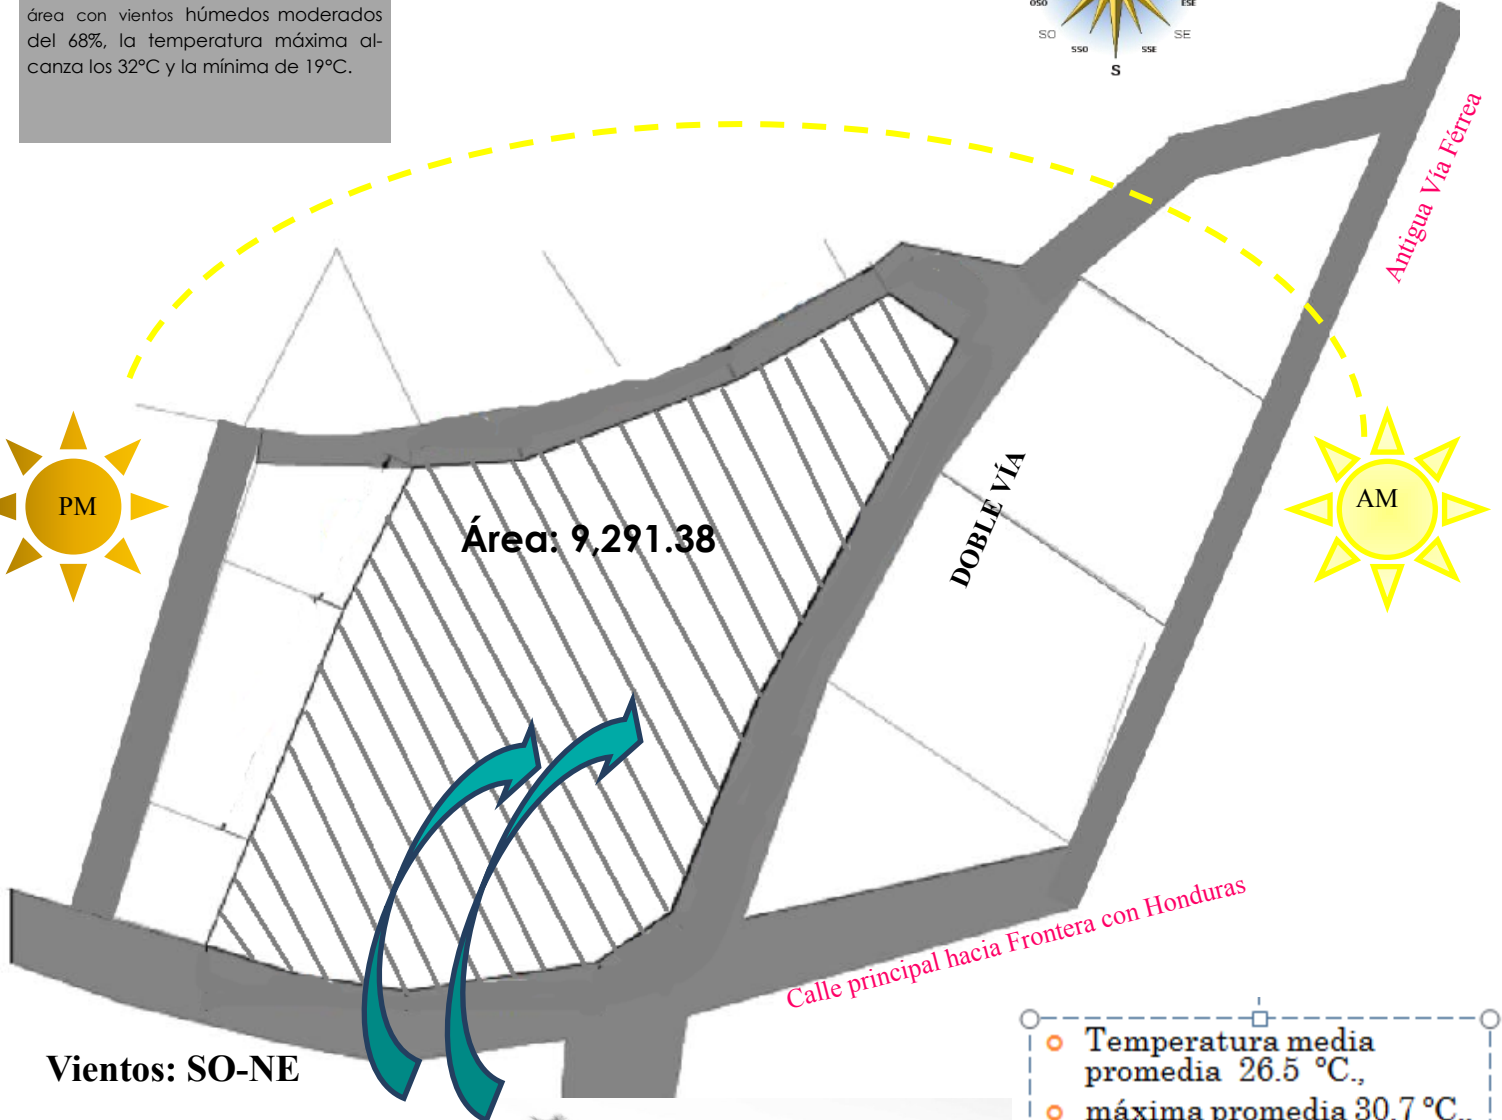 área con vientos húmedos moderados
del 68%, la temperatura máxima al-
canza los 32°C y la mínima de 19°C.
OSO
ESE
SO
SE
SSO
SSE
S
Antigua Vía Férrea
PM
AM
Área: 9,291.38
DOBLE VÍA
Calle principal hacia Frontera con Honduras
Vientos: SO-NE
Temperatura media
promedia 26.5 °C.,
máxima promedia 30.7 °C.,